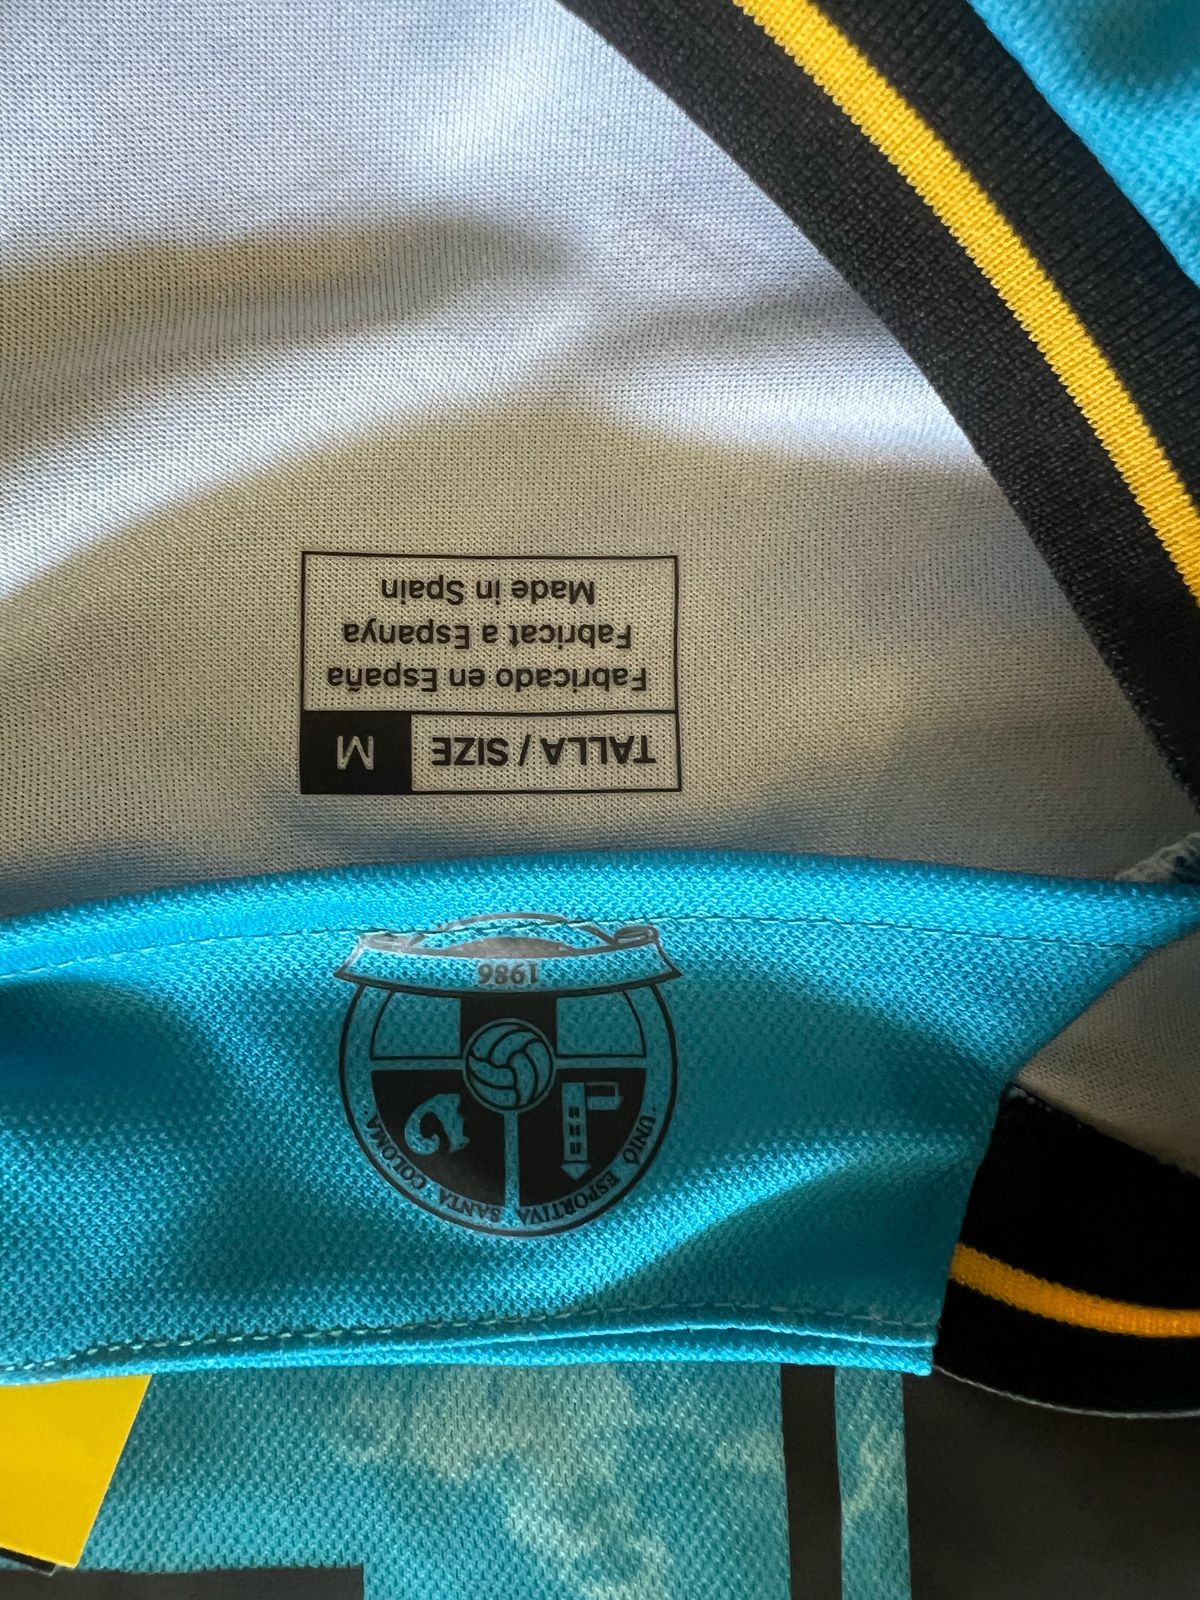 TALLA / SIZE M
Fabricado en España
Fabricat a Espanya
Made in Spain
UNIÓ ESPORTIVA SANTA COLOMA
1986